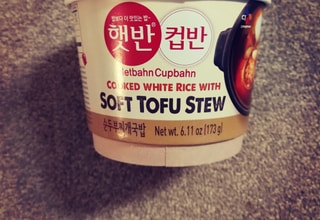 햇반 컵반
Hetbahn Cupbahn
COOKED WHITE RICE WITH
SOFT TOFU STEW
순두부찌개국밥 Net wt. 6.11 oz (173 g)